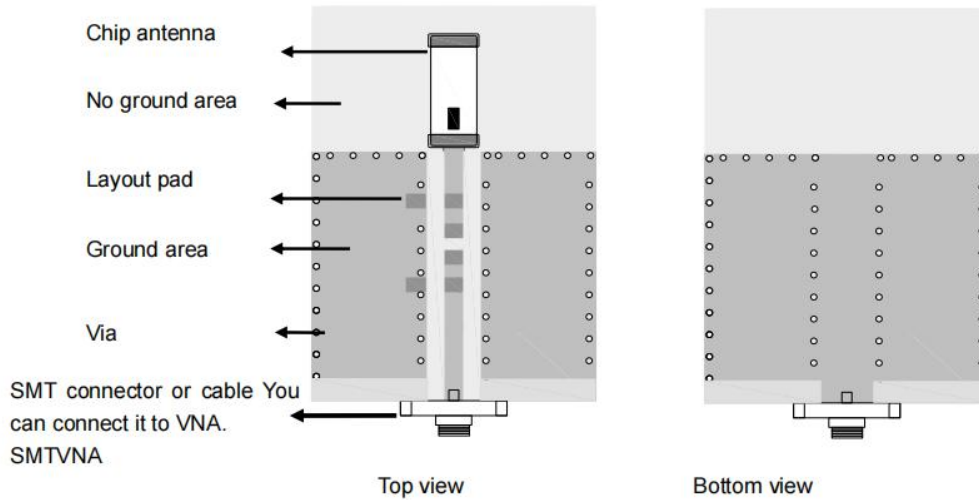 Chip antenna
No ground area
Layout pad
Ground area
Via
SMT connector or cable You
can connect it to VNA.
SMTVNA
Top view
Bottom view